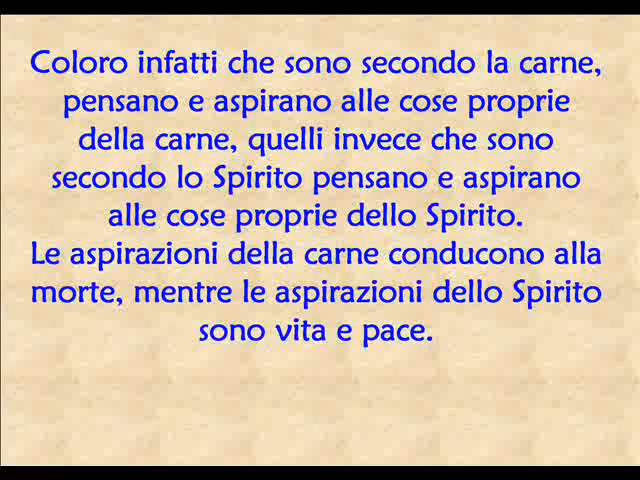 Coloro infatti che sono secondo la carne,
pensano e aspirano alle cose proprie
della carne, quelli invece che sono
secondo lo Spirito pensano e aspirano
alle cose proprie dello Spirito.
Le aspirazioni della carne conducono alla
morte, mentre le aspirazioni dello Spirito
sono vita e pace.